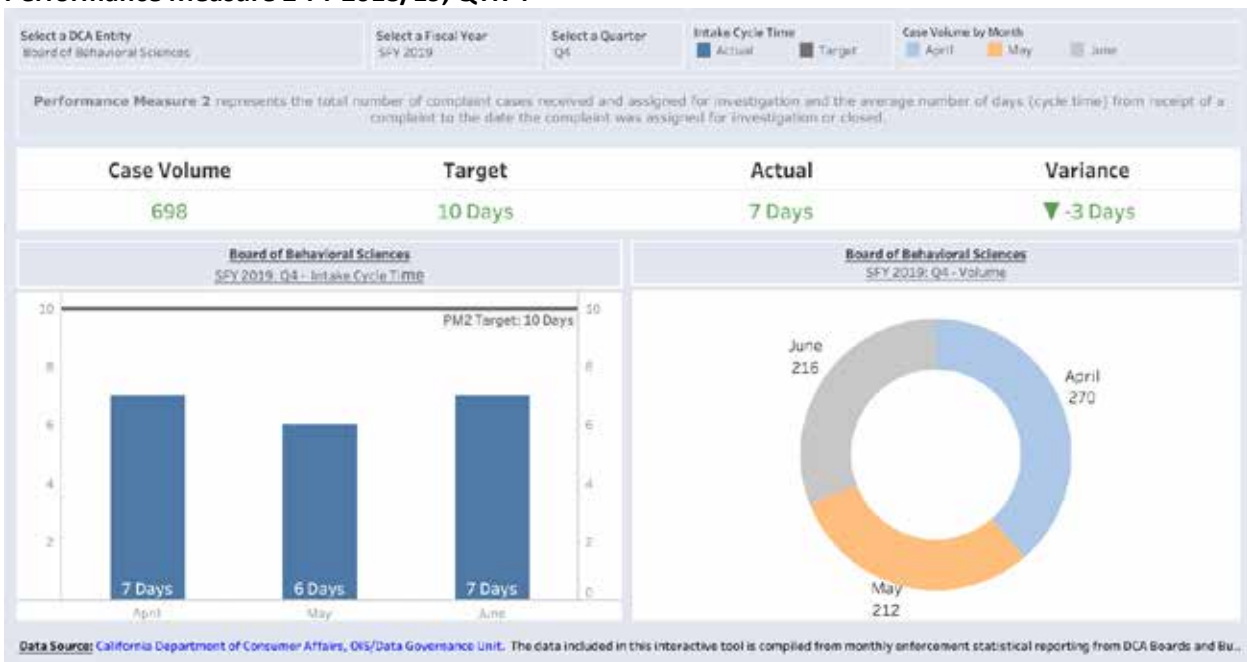 Select a DCA Entity
Board of Behavioral Sciences
Select a Fiscal Year
SFY 2019
Select a Quarter
Q4
Intake Cycle Time
Actual Target
Case Volume by Month
April May June
Performance Measure 2 represents the total number of complaint cases received and assigned for investigation and the average number of days (cycle time) from receipt of a
complaint to the date the complaint was assigned for investigation or closed.
Case Volume Target Actual Variance
698 10 Days 7 Days ▼ -3 Days
Board of Behavioral Sciences
SFY 2019: Q4 - Intake Cycle Time
10 10
PM2 Target: 10 Days
8 8
6 6
4 4
2 2
0
7 Days 6 Days 7 Days
April May June
Board of Behavioral Sciences
SFY 2019: Q4 - Volume
June
216
April
270
May
212
Data Source: California Department of Consumer Affairs, OIS/Data Governance Unit. The data included in this interactive tool is compiled from monthly enforcement statistical reporting from DCA Boards and Bu..